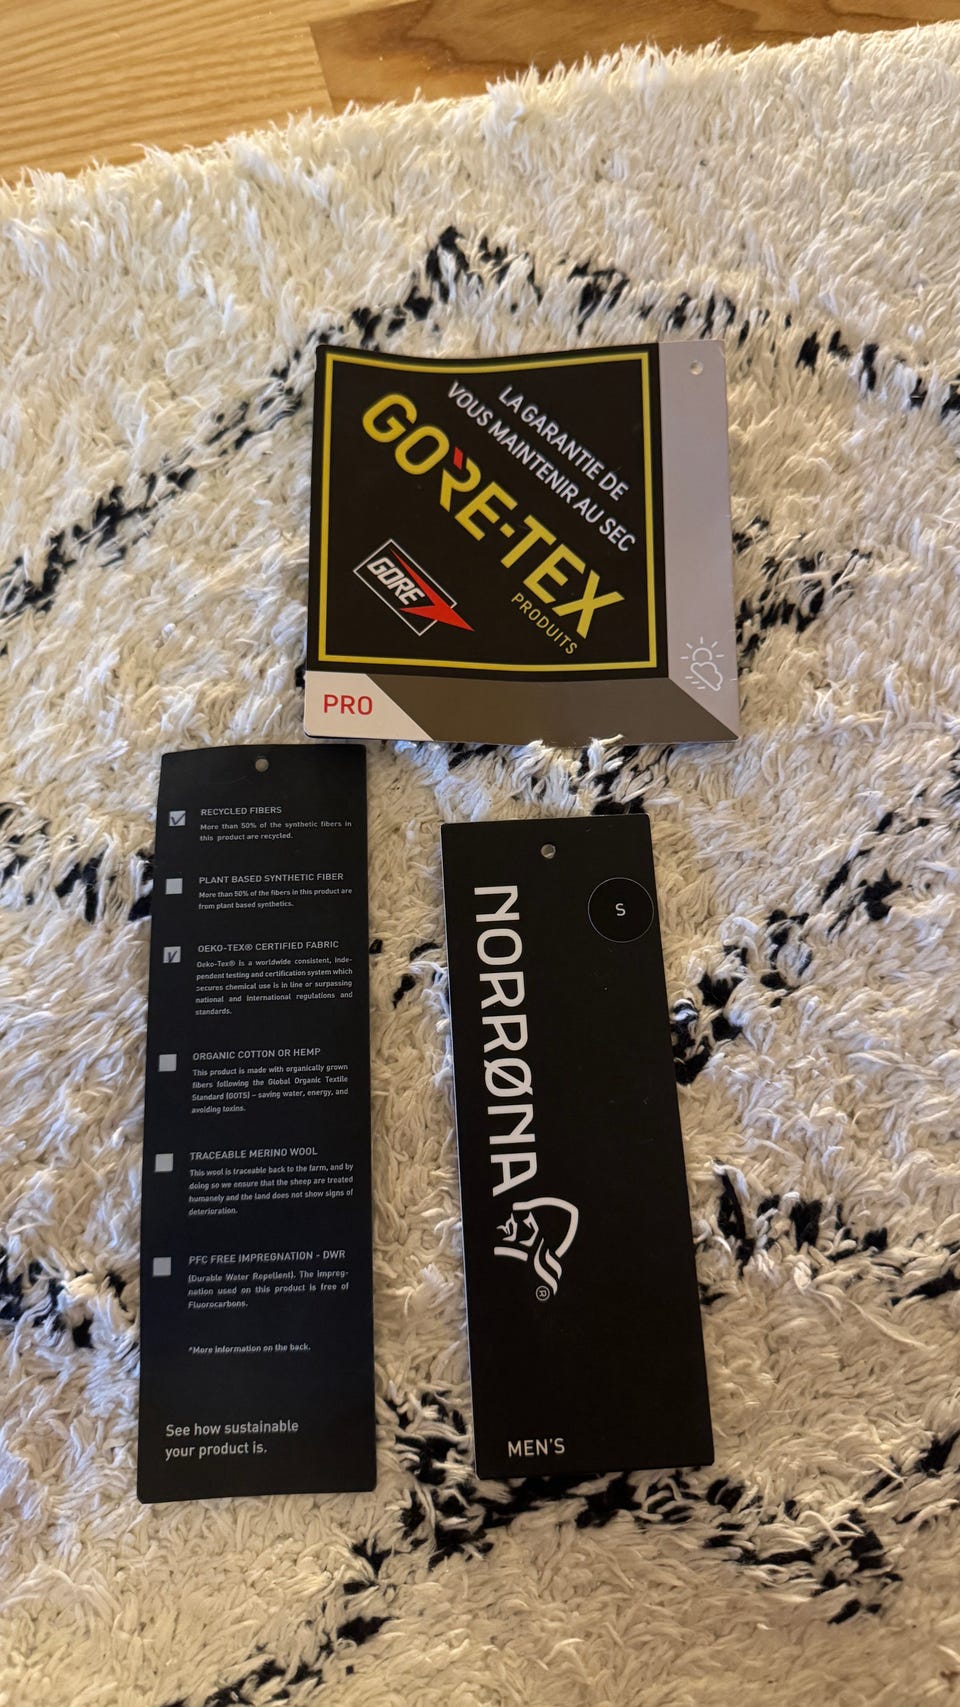 LA GARANTIE DE
VOUS MAINTENIR AU SEC
GORE-TEX
PRODUITS
GORE
PRO
RECYCLED FIBERS
More than 50% of the synthetic fibers in
this product are recycled.
PLANT BASED SYNTHETIC FIBER
More than 50% of the fibers in this product are
from plant based synthetics.
OEKO-TEX® CERTIFIED FABRIC
Oeko-Tex® is a worldwide consistent, inde-
pendent testing and certification system which
secures chemical use is in line or surpassing
national and international regulations and
standards.
ORGANIC COTTON OR HEMP
This product is made with organically grown
fibers following the Global Organic Textile
Standard (GOTS) – saving water, energy, and
avoiding toxins.
TRACEABLE MERINO WOOL
This wool is traceable back to the farm, and by
doing so we ensure that the sheep are treated
humanely and the land does not show signs of
deterioration.
PFC FREE IMPREGNATION - DWR
(Durable Water Repellent). The impreg-
nation used on this product is free of
Fluorocarbons.
*More information on the back.
See how sustainable
your product is.
S
NORRØNA
®
MEN'S